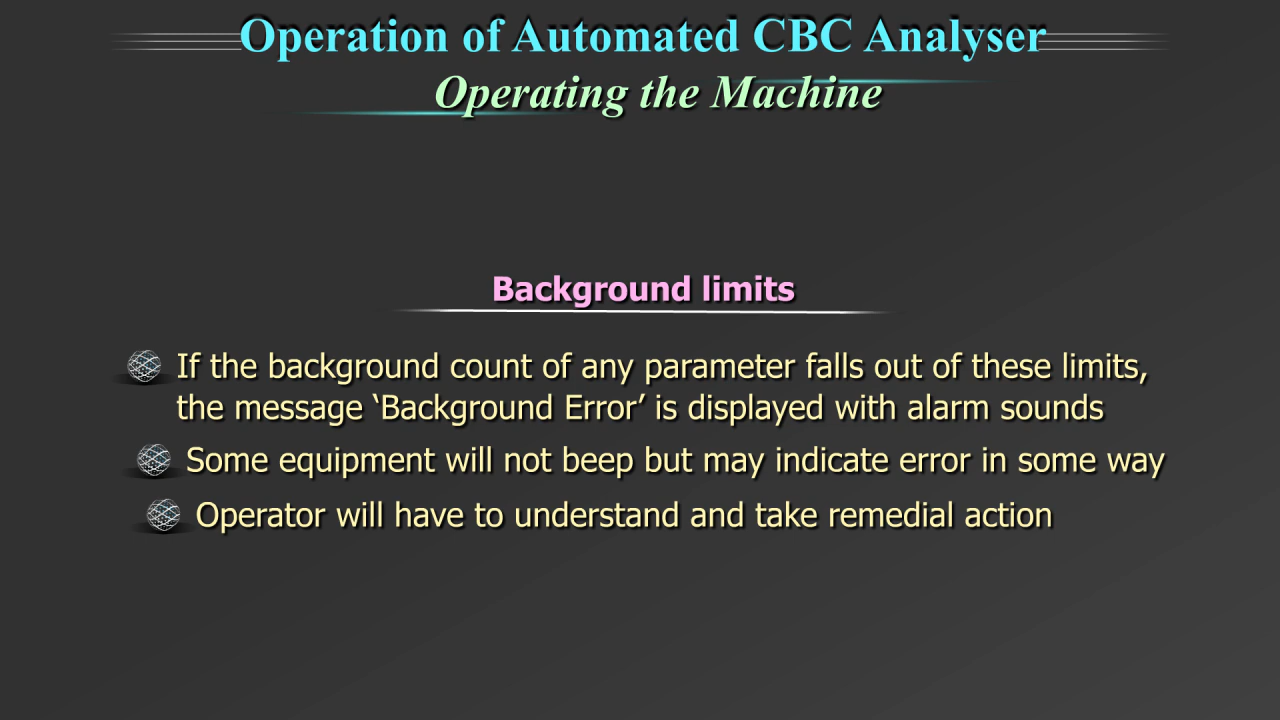 Operation of Automated CBC Analyser
Operating the Machine
Background limits
If the background count of any parameter falls out of these limits,
the message ‘Background Error’ is displayed with alarm sounds
Some equipment will not beep but may indicate error in some way
Operator will have to understand and take remedial action